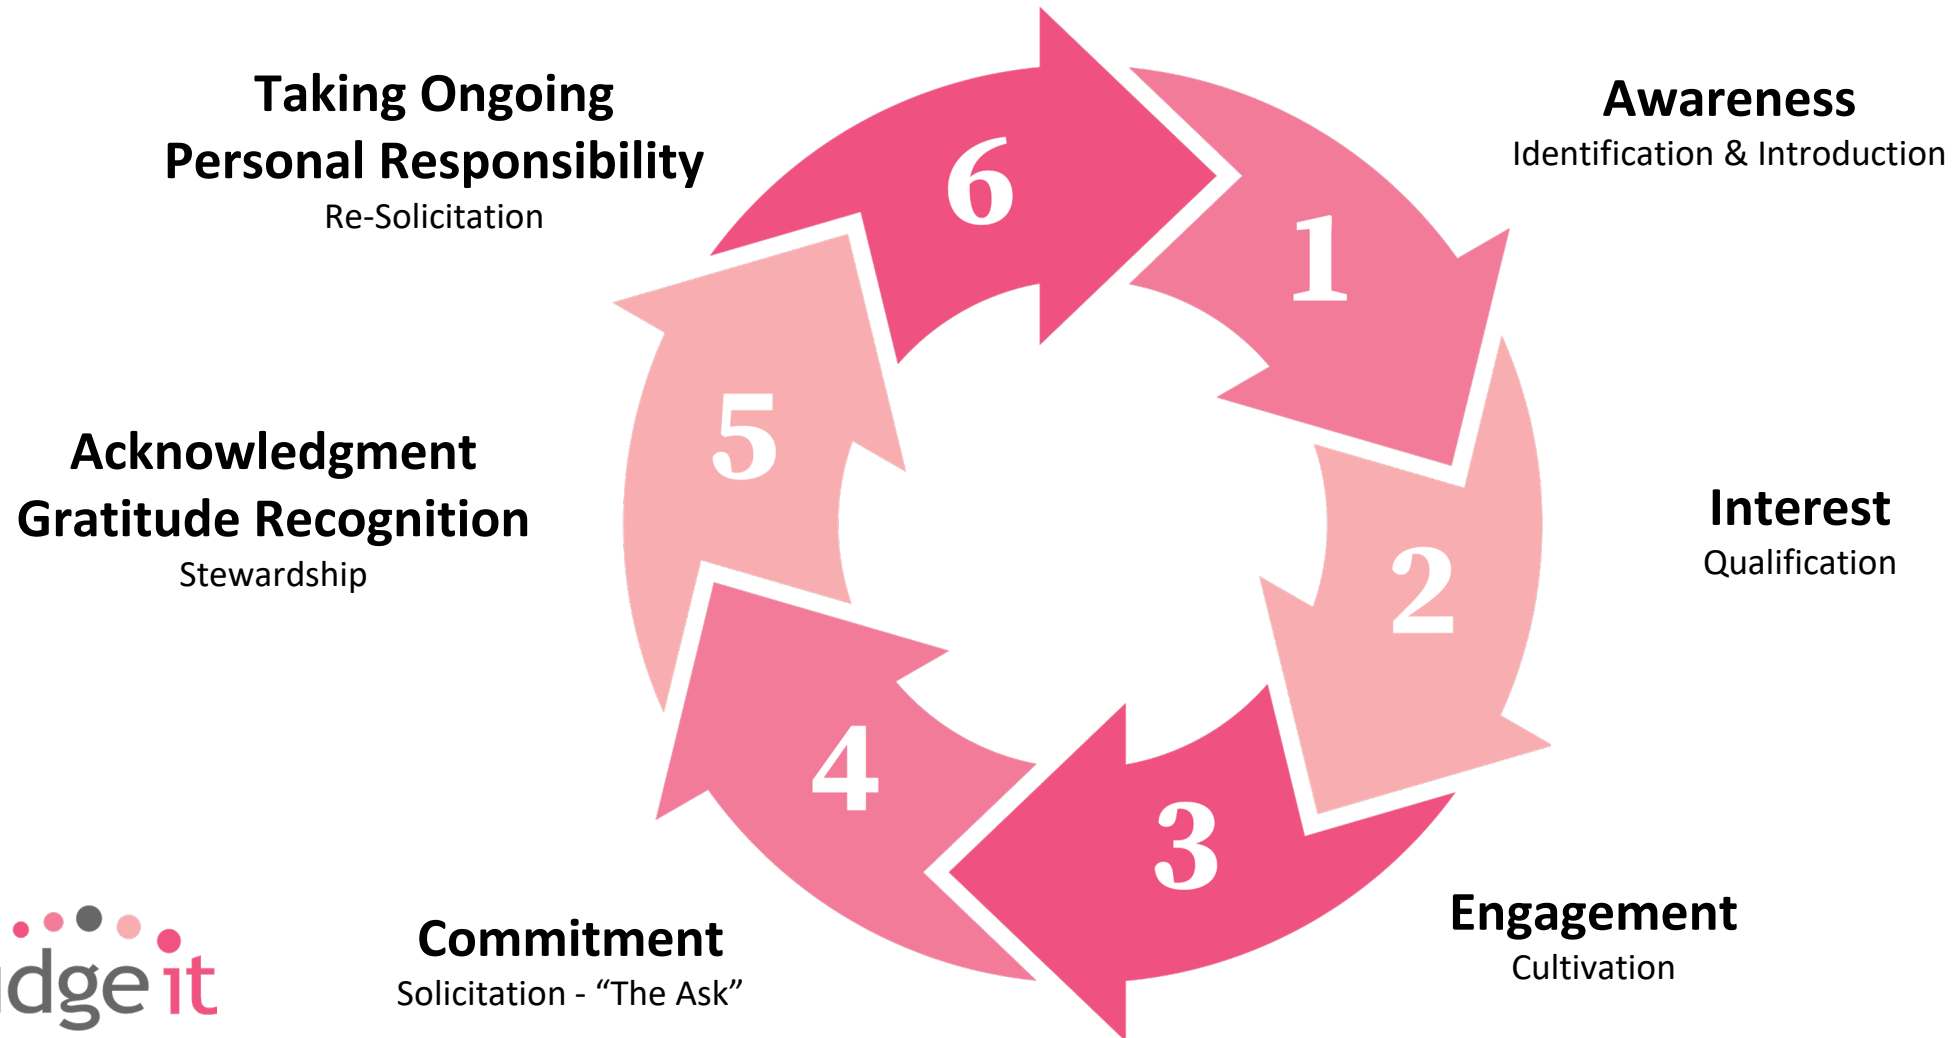 Taking Ongoing
Personal Responsibility
Re-Solicitation
6
Awareness
Identification & Introduction
1
5
Acknowledgment
Gratitude Recognition
Stewardship
Interest
Qualification
2
4
3
Engagement
Cultivation
Commitment
Solicitation - “The Ask”
it